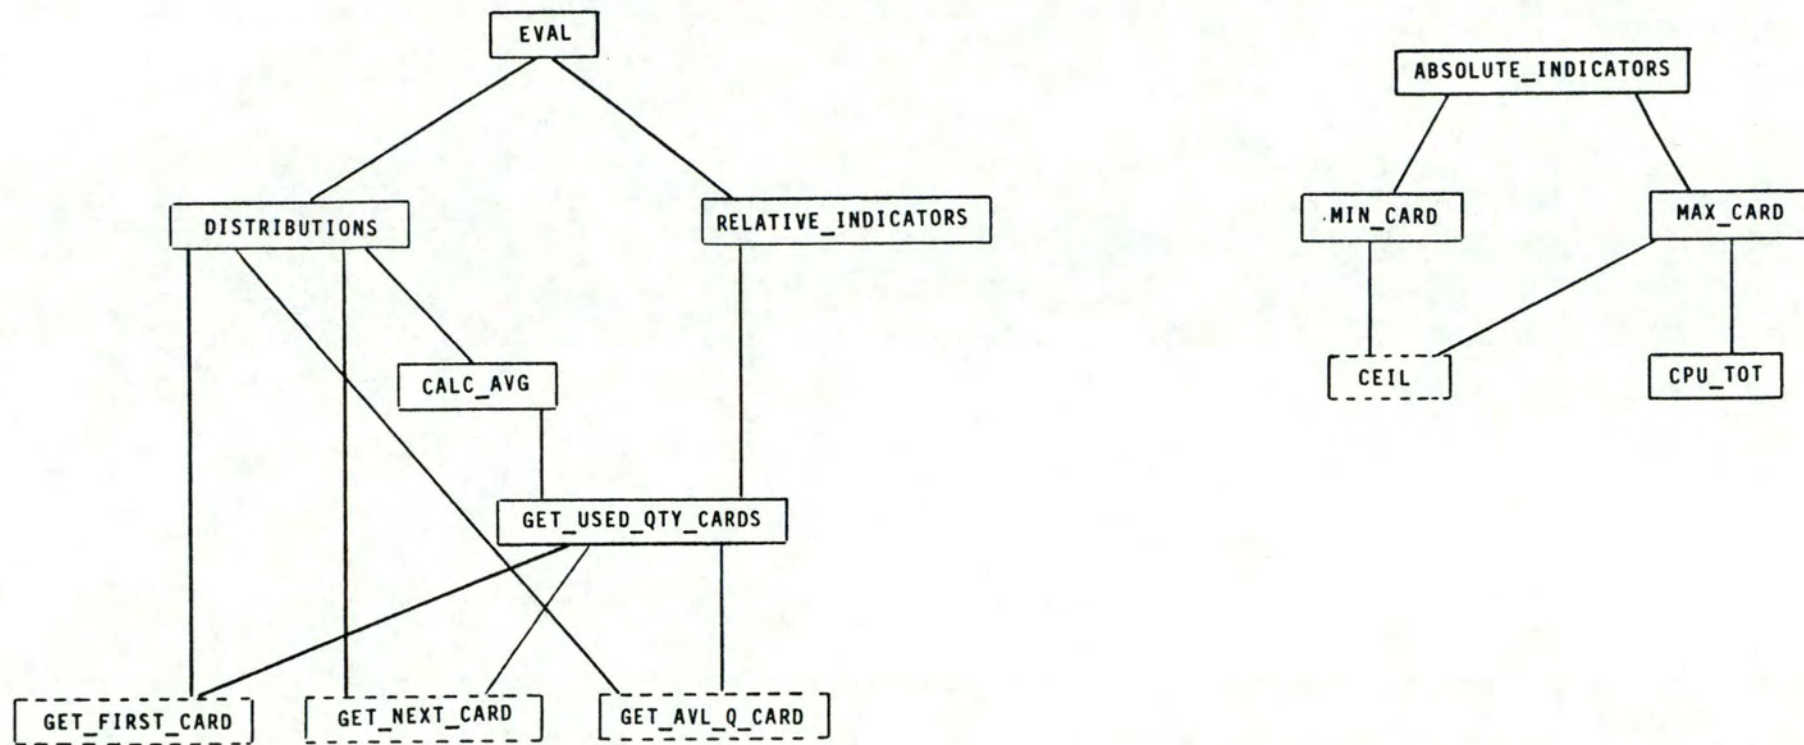 EVAL
ABSOLUTE_INDICATORS
DISTRIBUTIONS
RELATIVE_INDICATORS
MIN_CARD
MAX_CARD
CALC_AVG
CEIL
CPU_TOT
GET_USED_QTY_CARDS
GET_FIRST_CARD
GET_NEXT_CARD
GET_AVL_Q_CARD